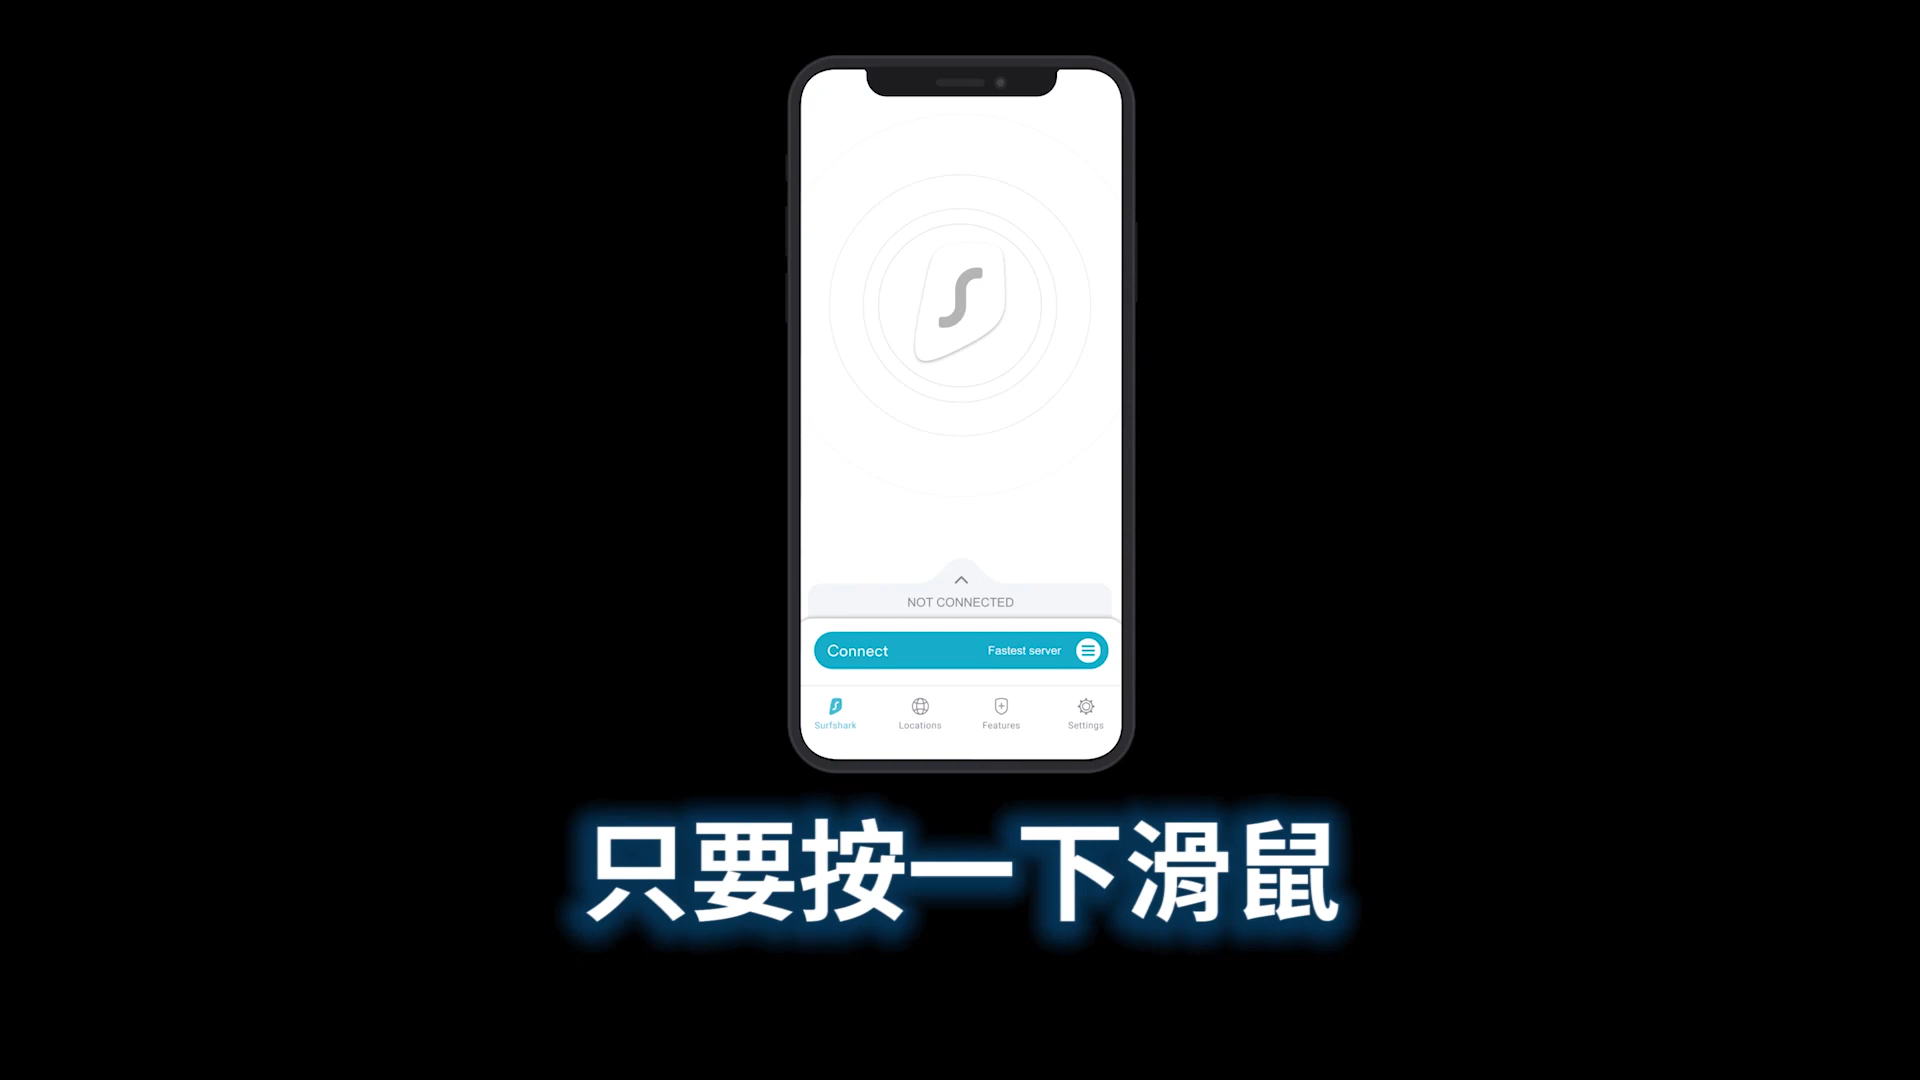 NOT CONNECTED
Connect Fastest server
Surfshark Locations Features Settings
只要按一下滑鼠